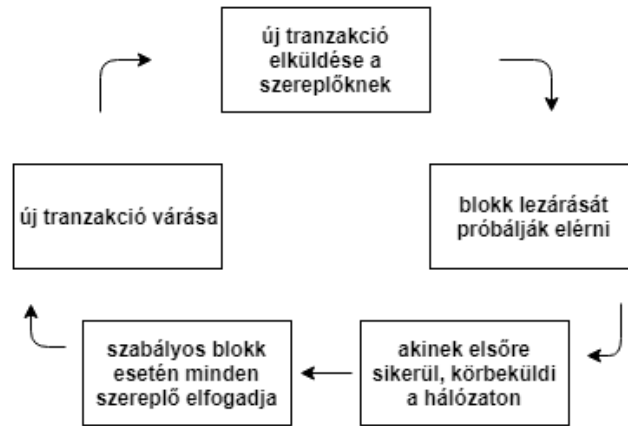 új tranzakció
elküldése a
szereplőknek
új tranzakció várása
blokk lezárását
próbálják elérni
szabályos blokk
esetén minden
szereplő elfogadja
akinek elsőre
sikerül, körbeküldi
a hálózaton